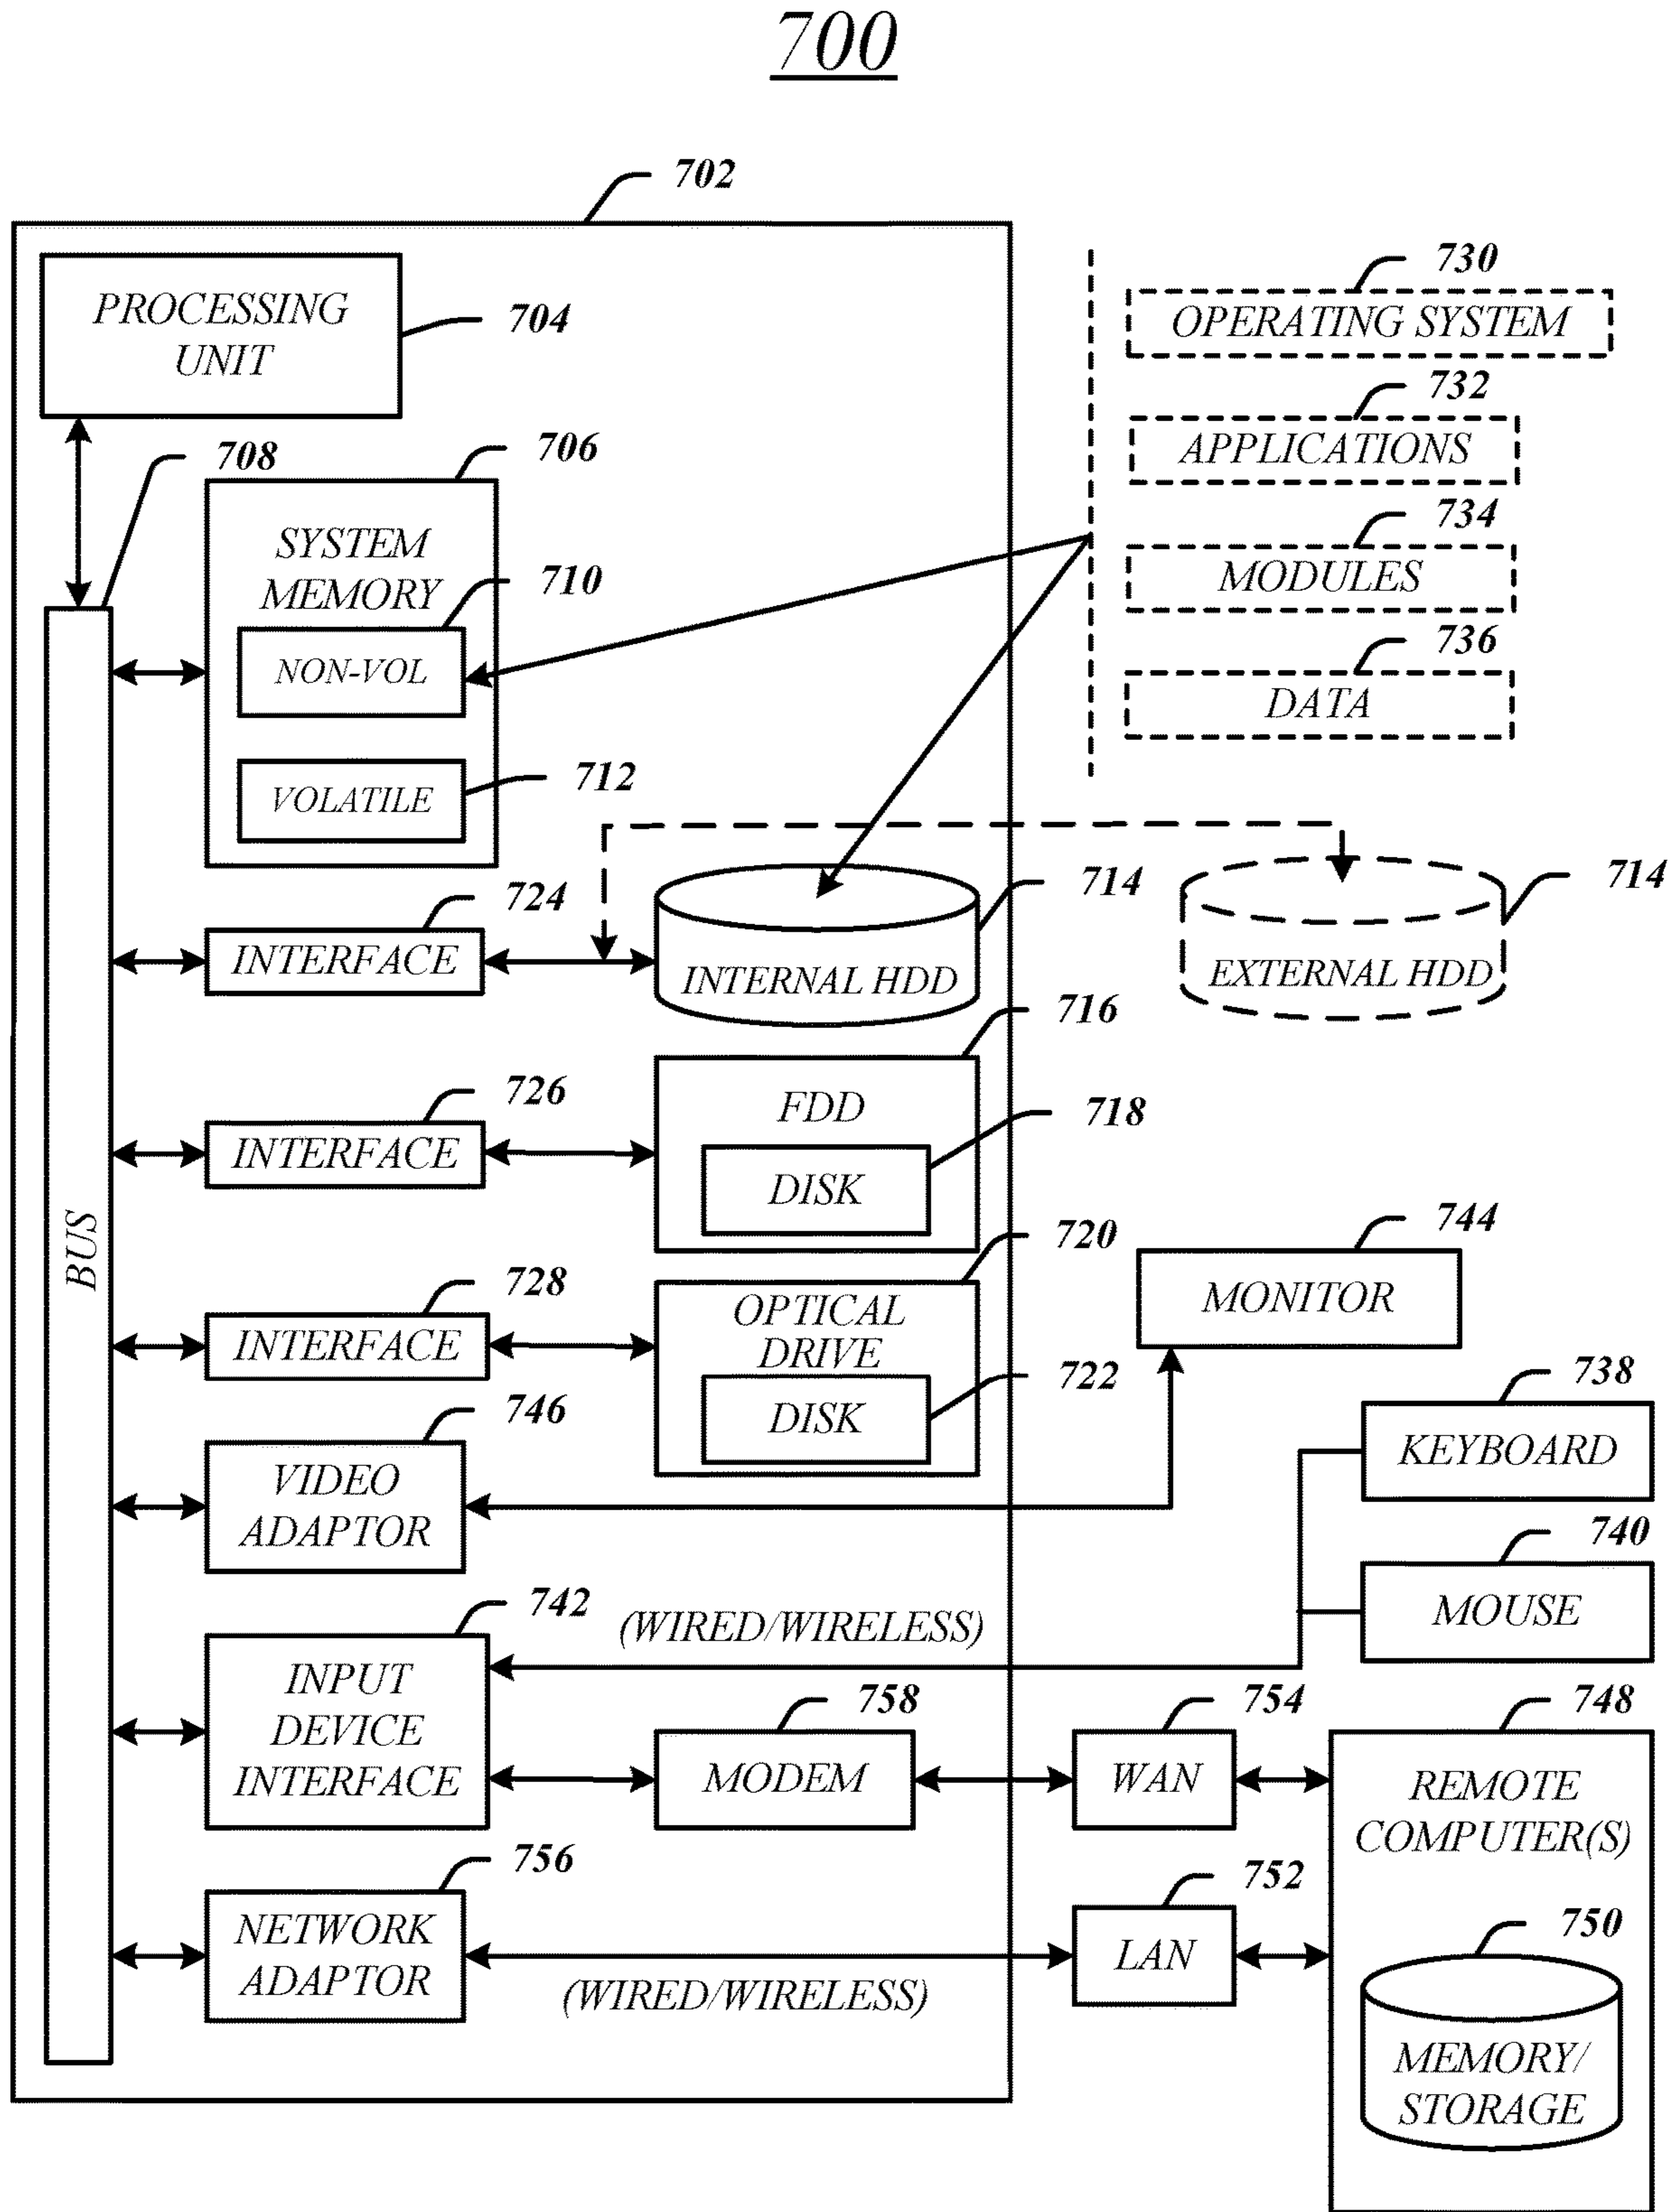 700
702
PROCESSING
UNIT
704
730
OPERATING SYSTEM
732
APPLICATIONS
734
MODULES
736
DATA
708
706
SYSTEM
MEMORY
710
NON-VOL
712
VOLATILE
724
INTERFACE
714
INTERNAL HDD
714
EXTERNAL HDD
716
726
INTERFACE
FDD
718
DISK
BUS
720
728
INTERFACE
OPTICAL
DRIVE
722
DISK
744
MONITOR
738
KEYBOARD
746
VIDEO
ADAPTOR
740
MOUSE
742
INPUT
DEVICE
INTERFACE
(WIRED/WIRELESS)
758
MODEM
754
WAN
748
REMOTE
COMPUTER(S)
756
NETWORK
ADAPTOR
(WIRED/WIRELESS)
752
LAN
750
MEMORY/
STORAGE